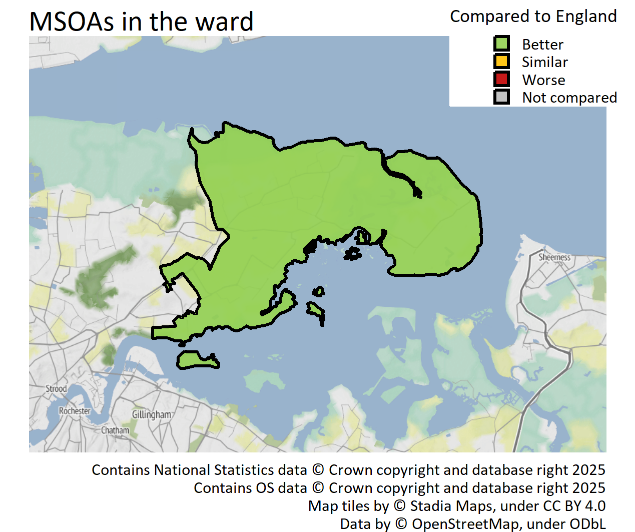 MSOAs in the ward
Compared to England
Better
Similar
Worse
Not compared
Sheerness
Strood
Rochester
Gillingham
Chatham
Contains National Statistics data © Crown copyright and database right 2025
Contains OS data © Crown copyright and database right 2025
Map tiles by © Stadia Maps, under CC BY 4.0
Data by © OpenStreetMap, under ODbL